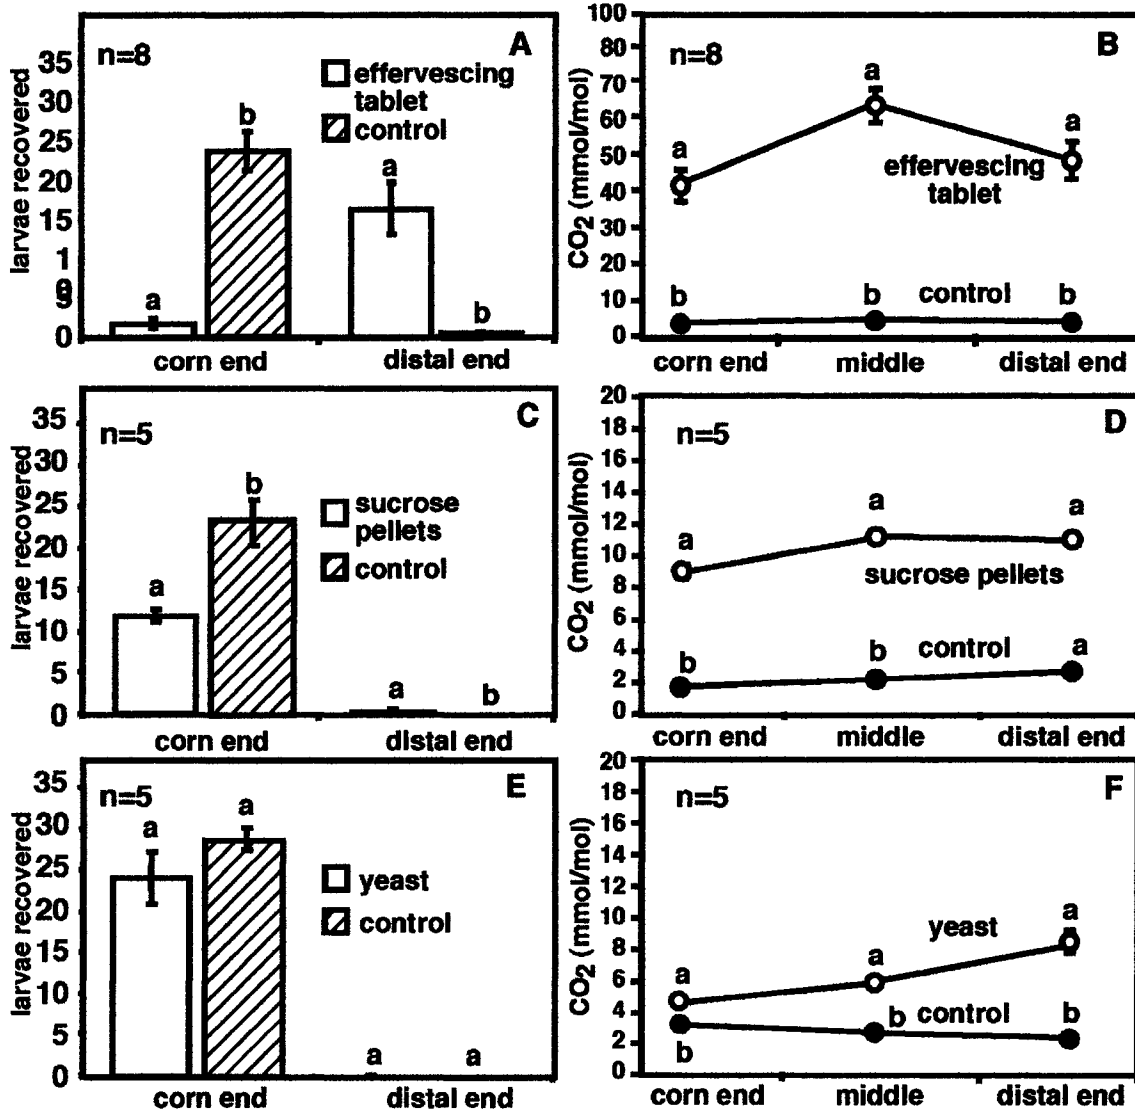 A
n=8
effervescing
tablet
control
larvae recovered
35
30
25
20
15
1
0
5
0
a
b
a
b
corn end
distal end
B
n=8
CO2 (mmol/mol)
100
80
70
60
50
40
30
20
10
0
a
a
a
effervescing
tablet
b
b
control
b
corn end
middle
distal end
C
n=5
sucrose
pellets
control
larvae recovered
35
30
25
20
15
10
5
0
a
b
a
b
corn end
distal end
D
n=5
CO2 (mmol/mol)
20
18
16
14
12
10
8
6
4
2
0
a
a
a
sucrose pellets
b
b
control
a
corn end
middle
distal end
E
n=5
yeast
control
larvae recovered
35
30
25
20
15
10
5
0
a
a
a
a
corn end
distal end
F
n=5
CO2 (mmol/mol)
20
18
16
14
12
10
8
6
4
2
0
a
a
yeast
a
b
b
control
b
corn end
middle
distal end